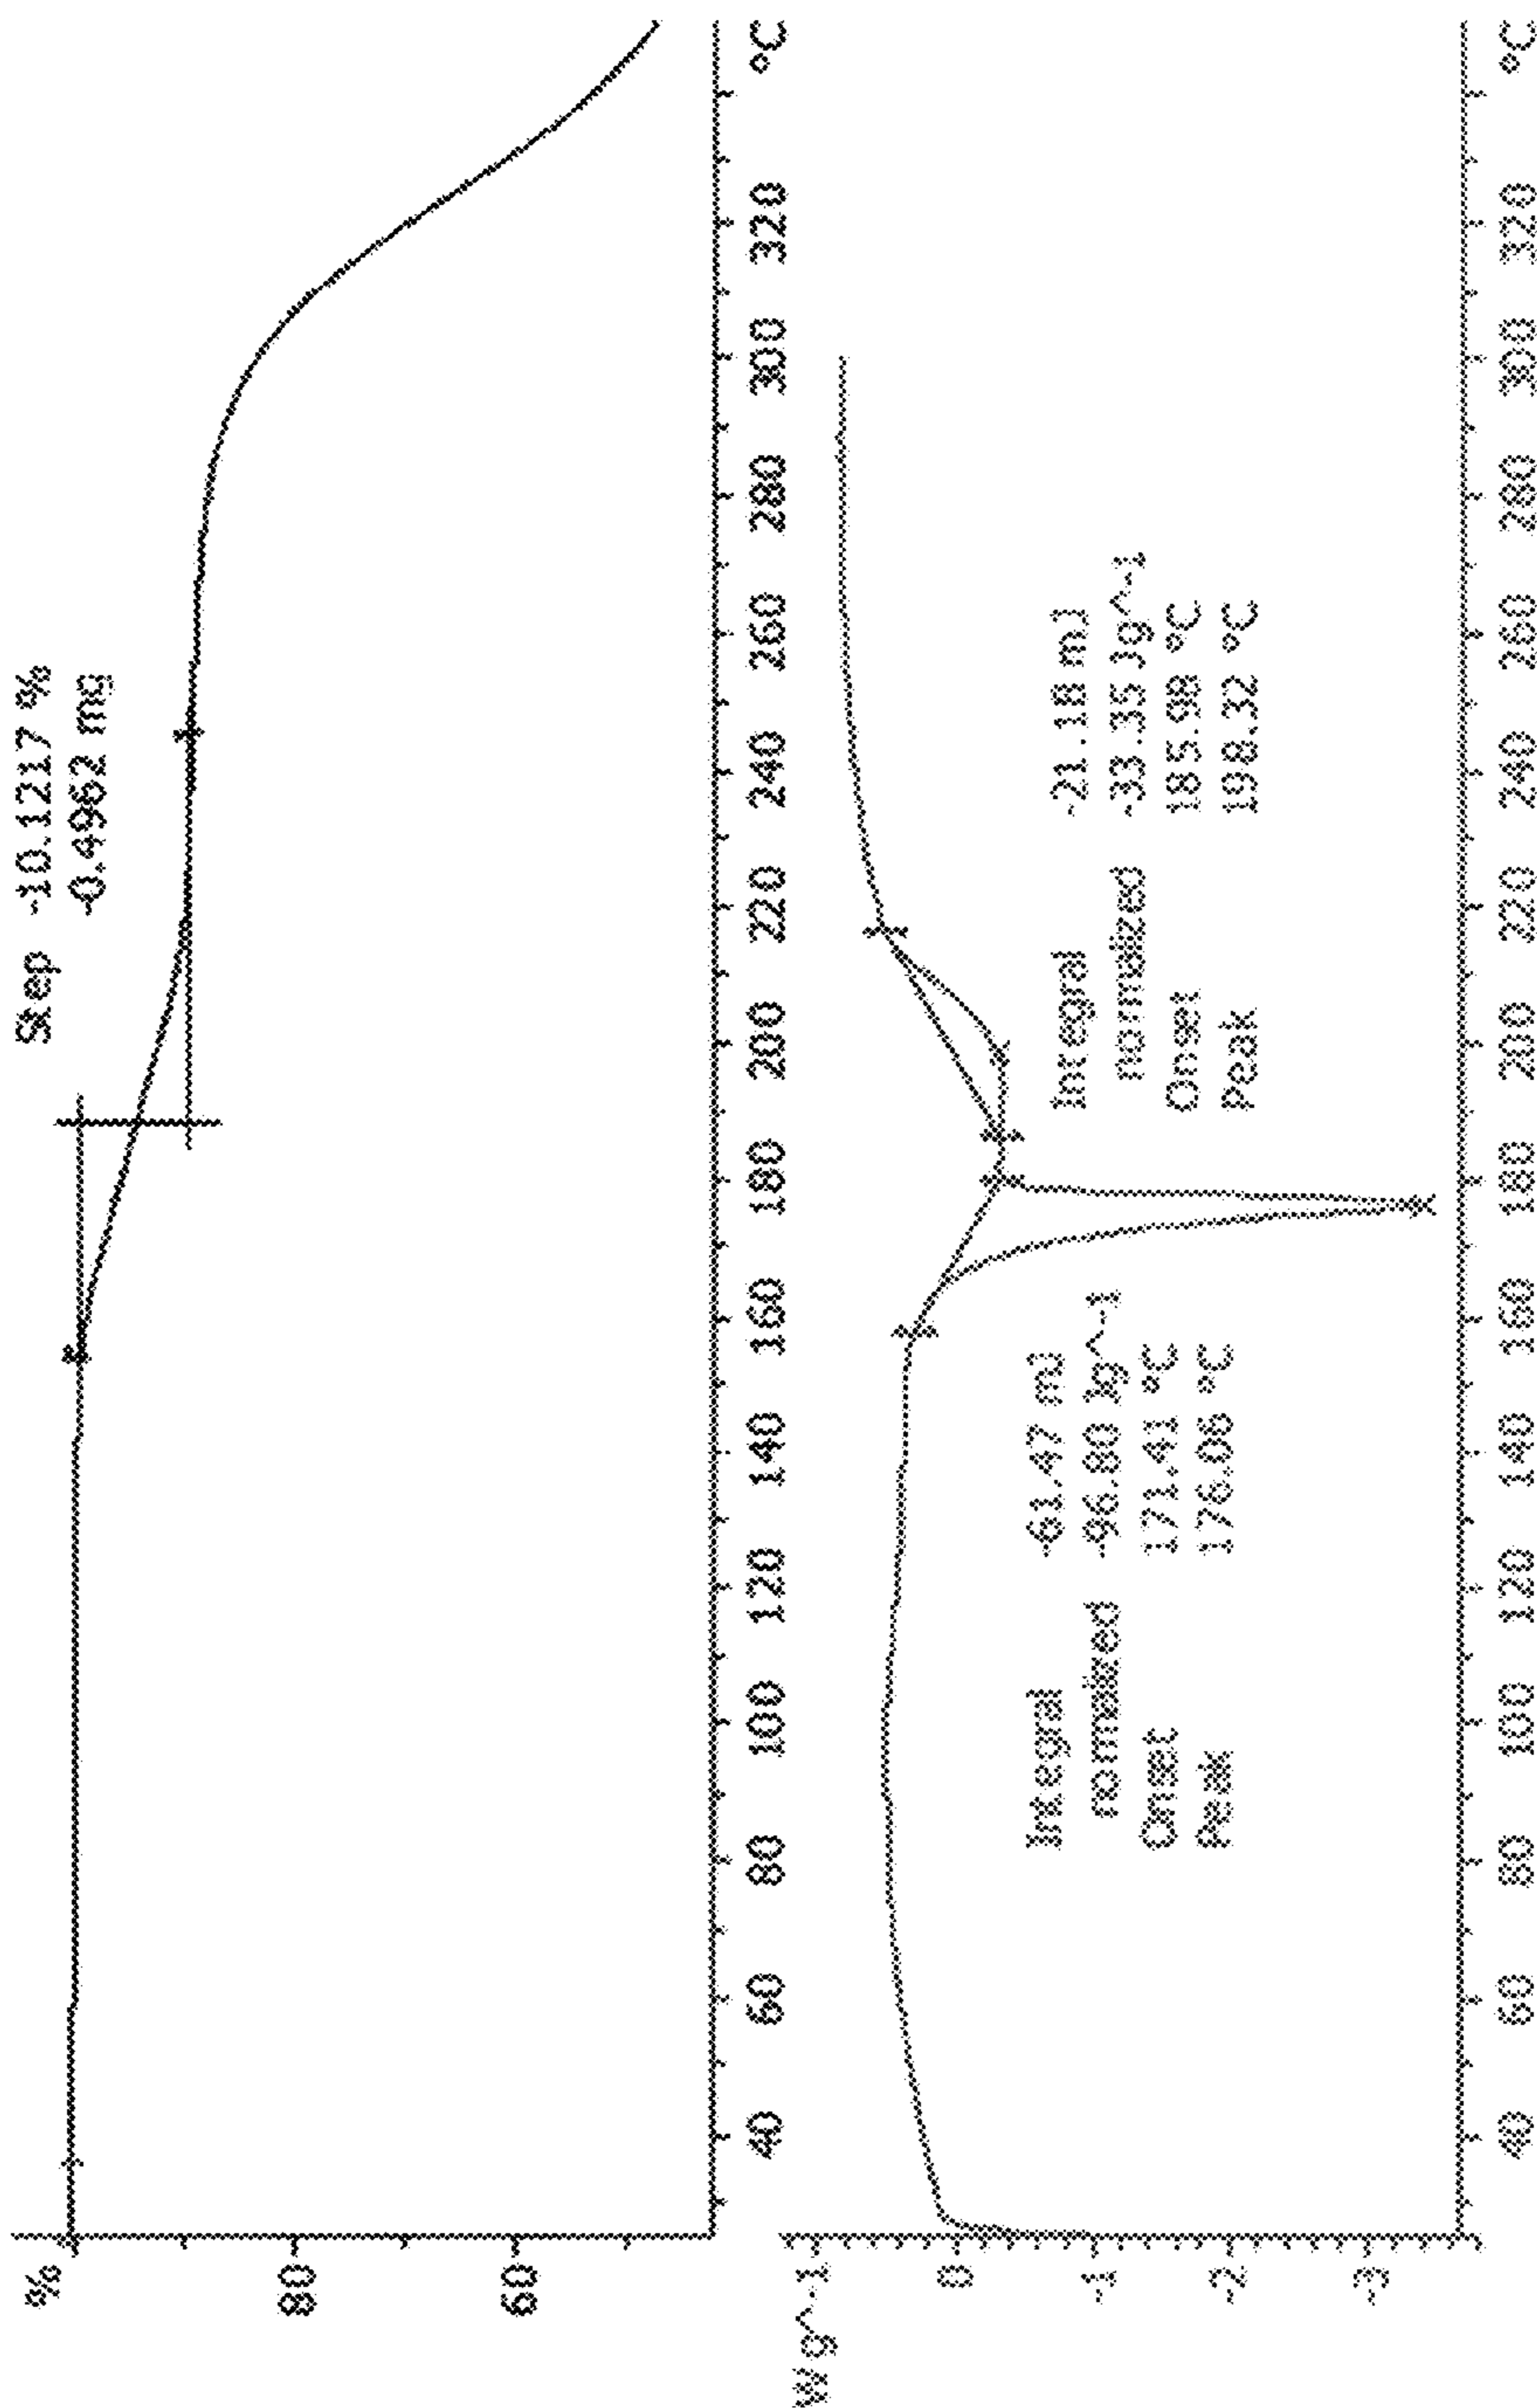 %
Step -10.1217 %
-0.4962 mg
80
60
40 60 80 100 120 140 160 180 200 220 240 260 280 300 320 °C
Wg^-1
1
0
-1
-2
-3
Integral -61.47 mJ
normalized -96.80 Jg^-1
Onset 171.41 °C
Peak 176.06 °C
Integral -21.18 mJ
normalized -33.35 Jg^-1
Onset 185.98 °C
Peak 198.32 °C
40 60 80 100 120 140 160 180 200 220 240 260 280 300 320 °C